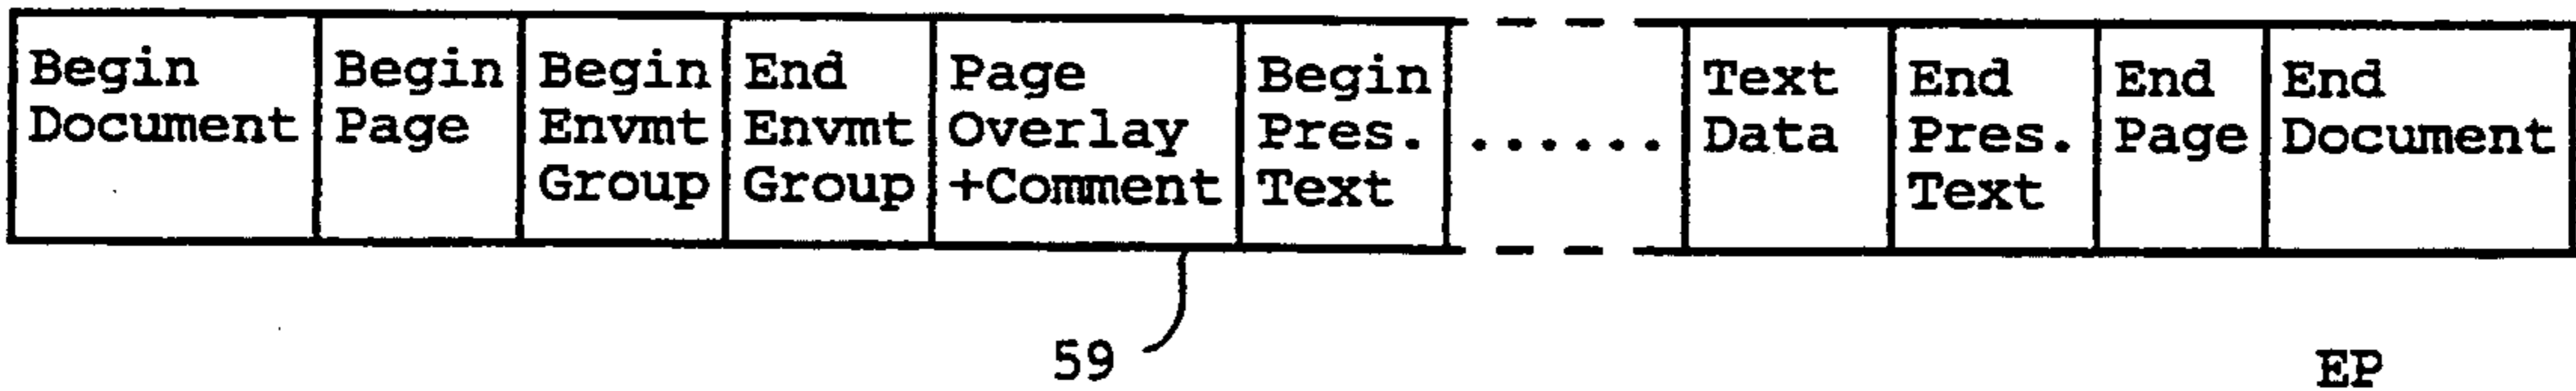 Begin
Document
Begin
Page
Begin
Envmt
Group
End
Envmt
Group
Page
Overlay
+Comment
Begin
Pres.
Text
......
Text
Data
End
Pres.
Text
End
Page
End
Document
59
EP